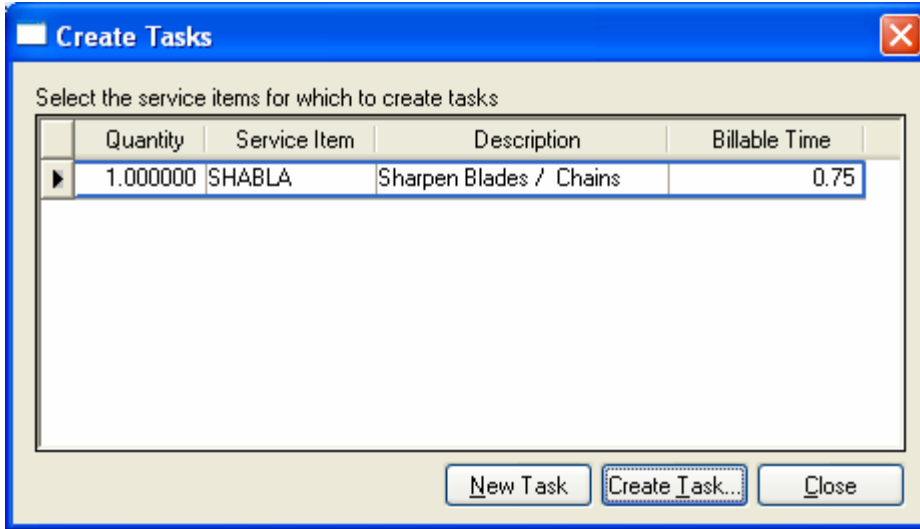 Create Tasks
Select the service items for which to create tasks
Quantity Service Item Description Billable Time
1.000000 SHABLA Sharpen Blades / Chains 0.75
New Task Create Task... Close